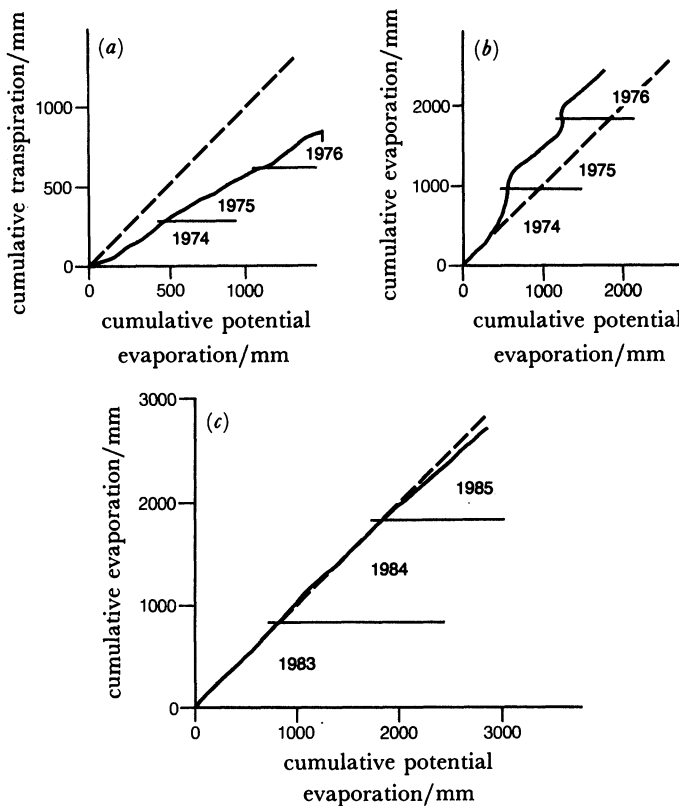 (a)
cumulative transpiration/mm
1000
500
0
1976
1975
1974
0
500
1000
cumulative potential
evaporation/mm
(b)
cumulative evaporation/mm
2000
1000
0
1976
1975
1974
0
1000
2000
cumulative potential
evaporation/mm
(c)
cumulative evaporation/mm
3000
2000
1000
0
1985
1984
1983
0
1000
2000
3000
cumulative potential
evaporation/mm